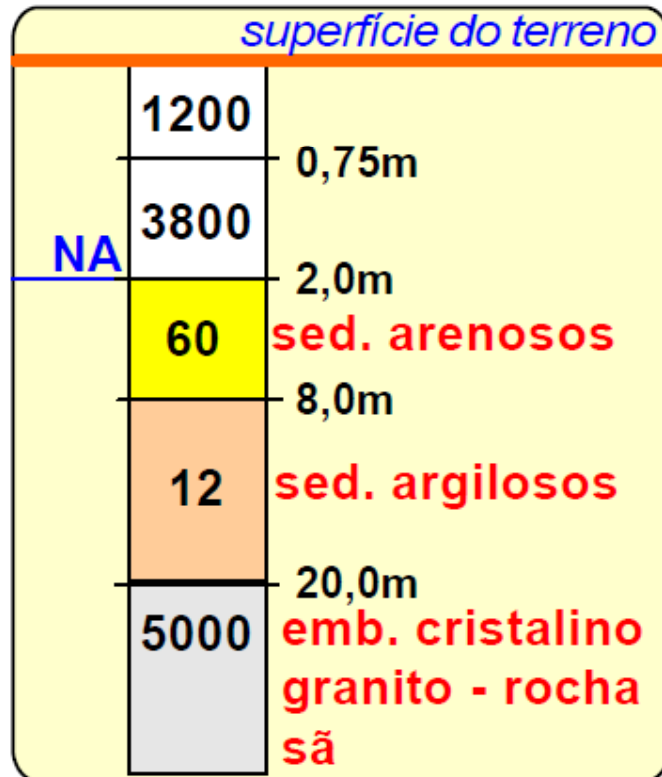 superfície do terreno
1200
0,75m
3800
NA
2,0m
60
sed. arenosos
8,0m
12
sed. argilosos
20,0m
5000
emb. cristalino
granito - rocha
sã